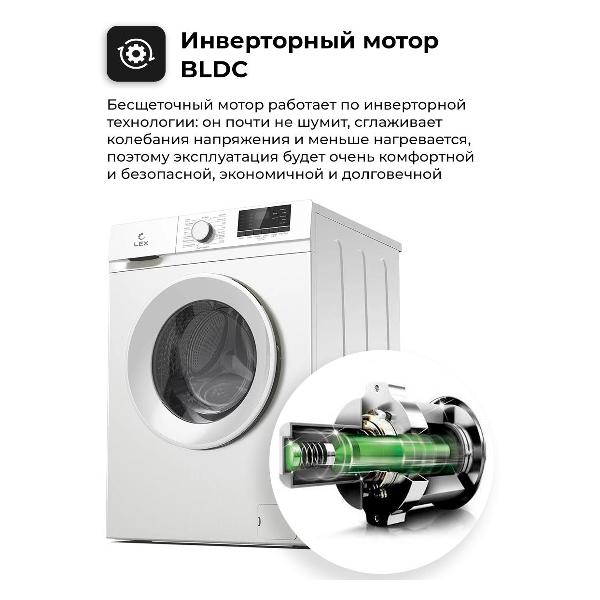 Инверторный мотор
BLDC
Бесщеточный мотор работает по инверторной
технологии: он почти не шумит, сглаживает
колебания напряжения и меньше нагревается,
поэтому эксплуатация будет очень комфортной
и безопасной, экономичной и долговечной
LEX